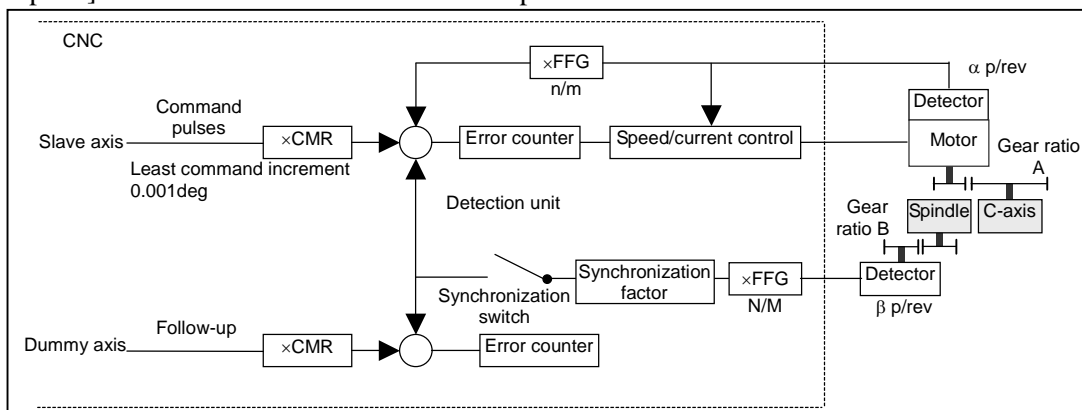 CNC
×FFG
n/m
α p/rev
Detector
Motor
Command
pulses
Slave axis
×CMR
Error counter
Speed/current control
Least command increment
0.001deg
Gear ratio
A
Detection unit
Gear
ratio B
Spindle
C-axis
Synchronization
factor
×FFG
N/M
Detector
β p/rev
Synchronization
switch
Follow-up
Dummy axis
×CMR
Error counter